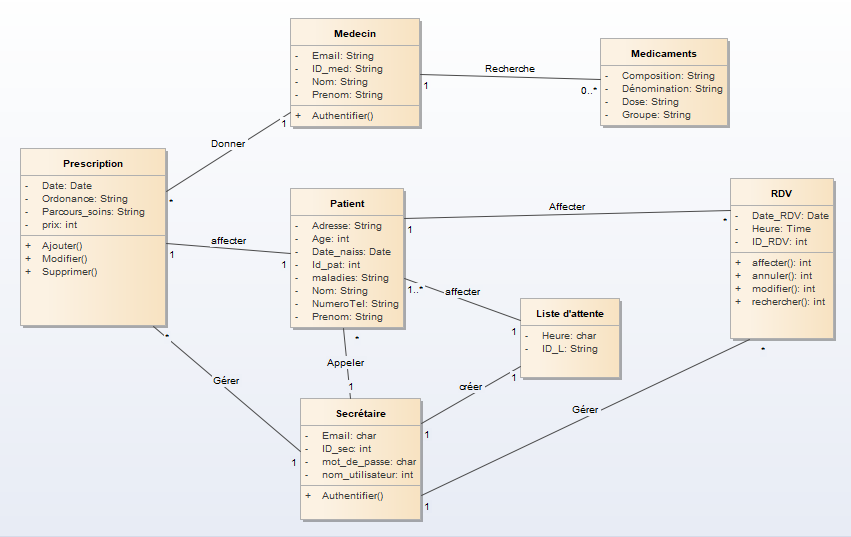 Medecin
- Email: String
- ID_med: String
- Nom: String
- Prenom: String
+ Authentifier()
Recherche
1
0..*
Medicaments
- Composition: String
- Dénomination: String
- Dose: String
- Groupe: String
1
Donner
*
Prescription
- Date: Date
- Ordonance: String
- Parcours_soins: String
- prix: int
+ Ajouter()
+ Modifier()
+ Supprimer()
affecter
1
1
Patient
- Adresse: String
- Age: int
- Date_naiss: Date
- Id_pat: int
- maladies: String
- Nom: String
- NumeroTel: String
- Prenom: String
Affecter
1
*
RDV
- Date_RDV: Date
- Heure: Time
- ID_RDV: int
+ affecter(): int
+ annuler(): int
+ modifier(): int
+ rechercher(): int
1..*
affecter
1
Liste d'attente
- Heure: char
- ID_L: String
*
Appeler
1
*
Gérer
1
1
créer
1
*
Gérer
1
Secrétaire
- Email: char
- ID_sec: int
- mot_de_passe: char
- nom_utilisateur: int
+ Authentifier()